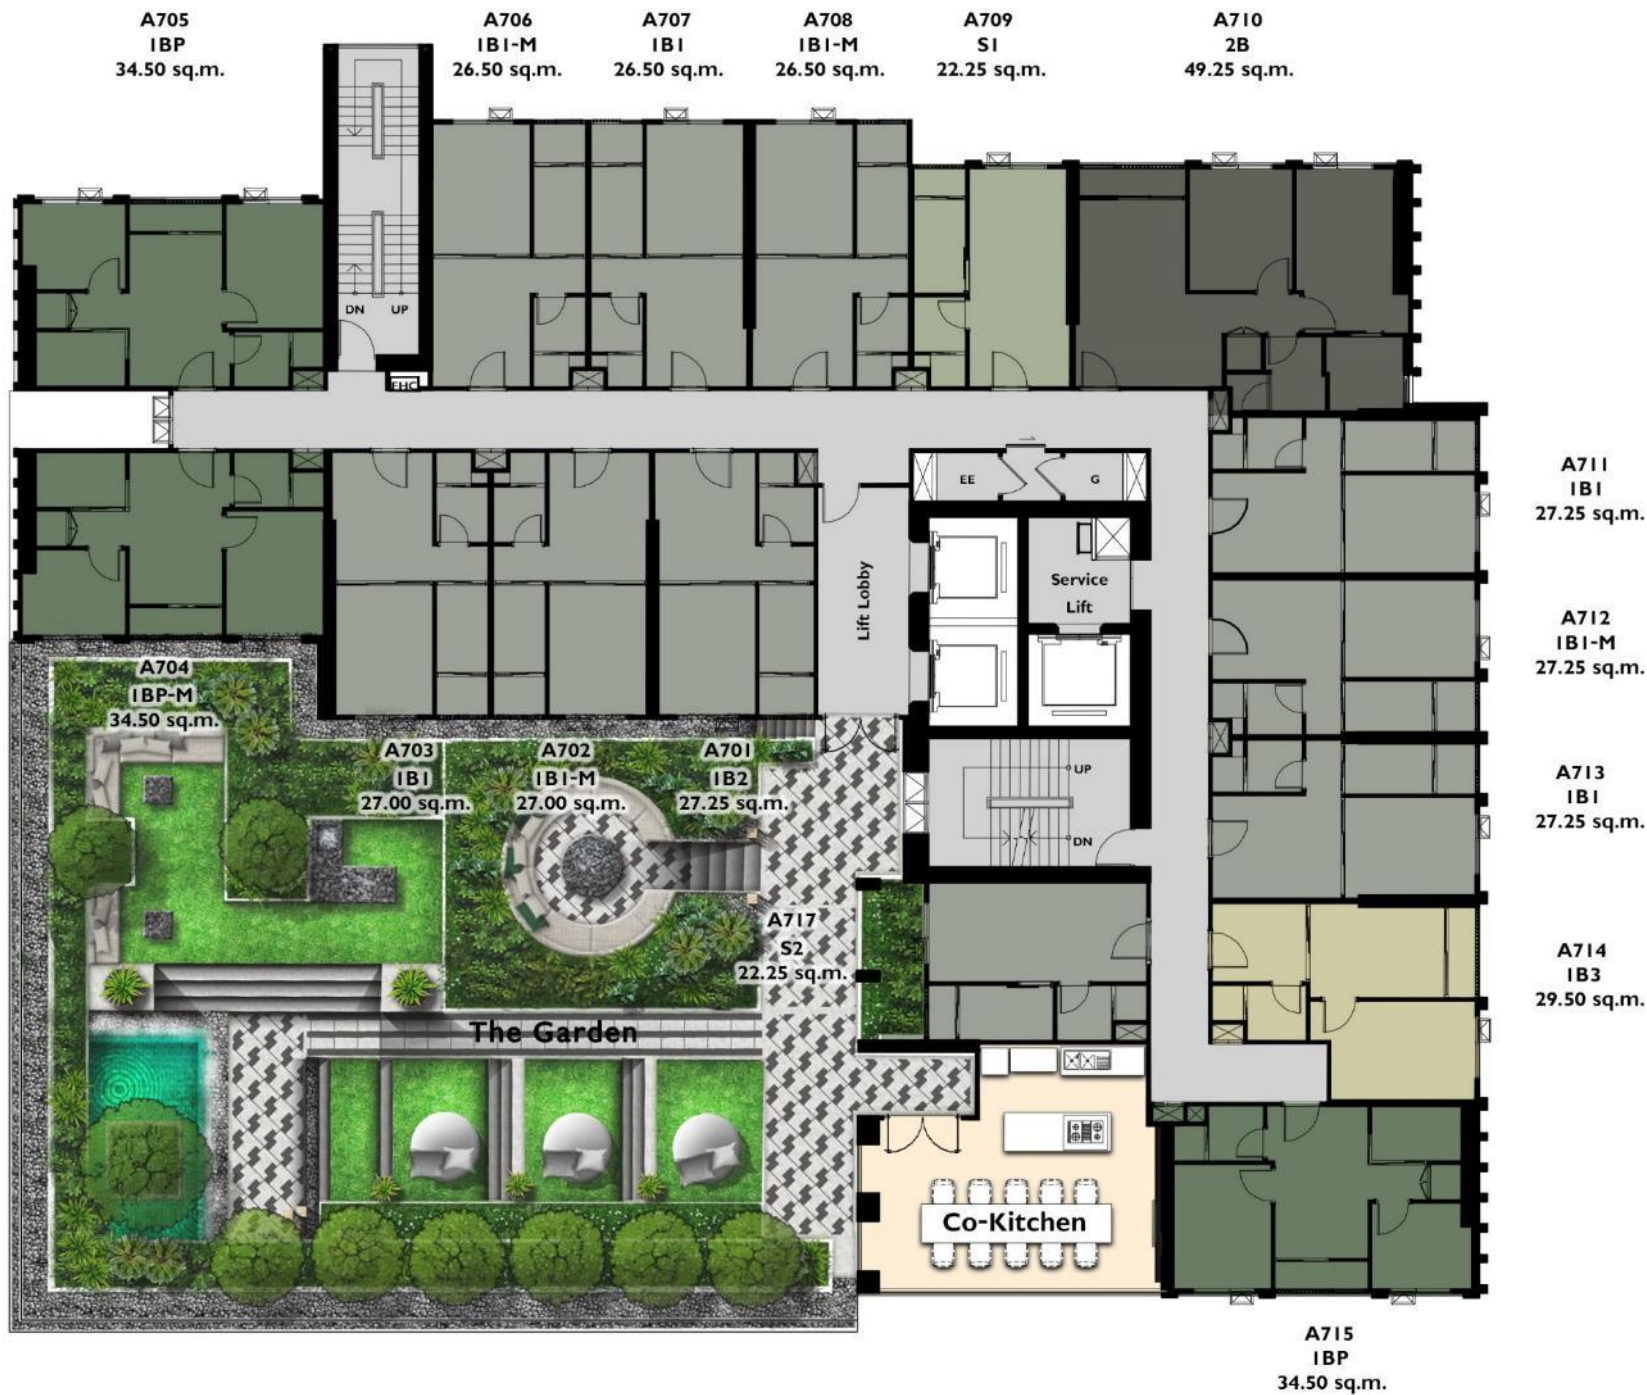 A705
1BP
34.50 sq.m.
A706
1B1-M
26.50 sq.m.
A707
1B1
26.50 sq.m.
A708
1B1-M
26.50 sq.m.
A709
S1
22.25 sq.m.
A710
2B
49.25 sq.m.
DN
UP
FHC
EE
G
A711
1B1
27.25 sq.m.
Lift Lobby
Service
Lift
A712
1B1-M
27.25 sq.m.
A704
1BP-M
34.50 sq.m.
A703
1B1
27.00 sq.m.
A702
1B1-M
27.00 sq.m.
A701
1B2
27.25 sq.m.
UP
DN
A713
1B1
27.25 sq.m.
A717
S2
22.25 sq.m.
A714
1B3
29.50 sq.m.
The Garden
Co-Kitchen
A715
1BP
34.50 sq.m.